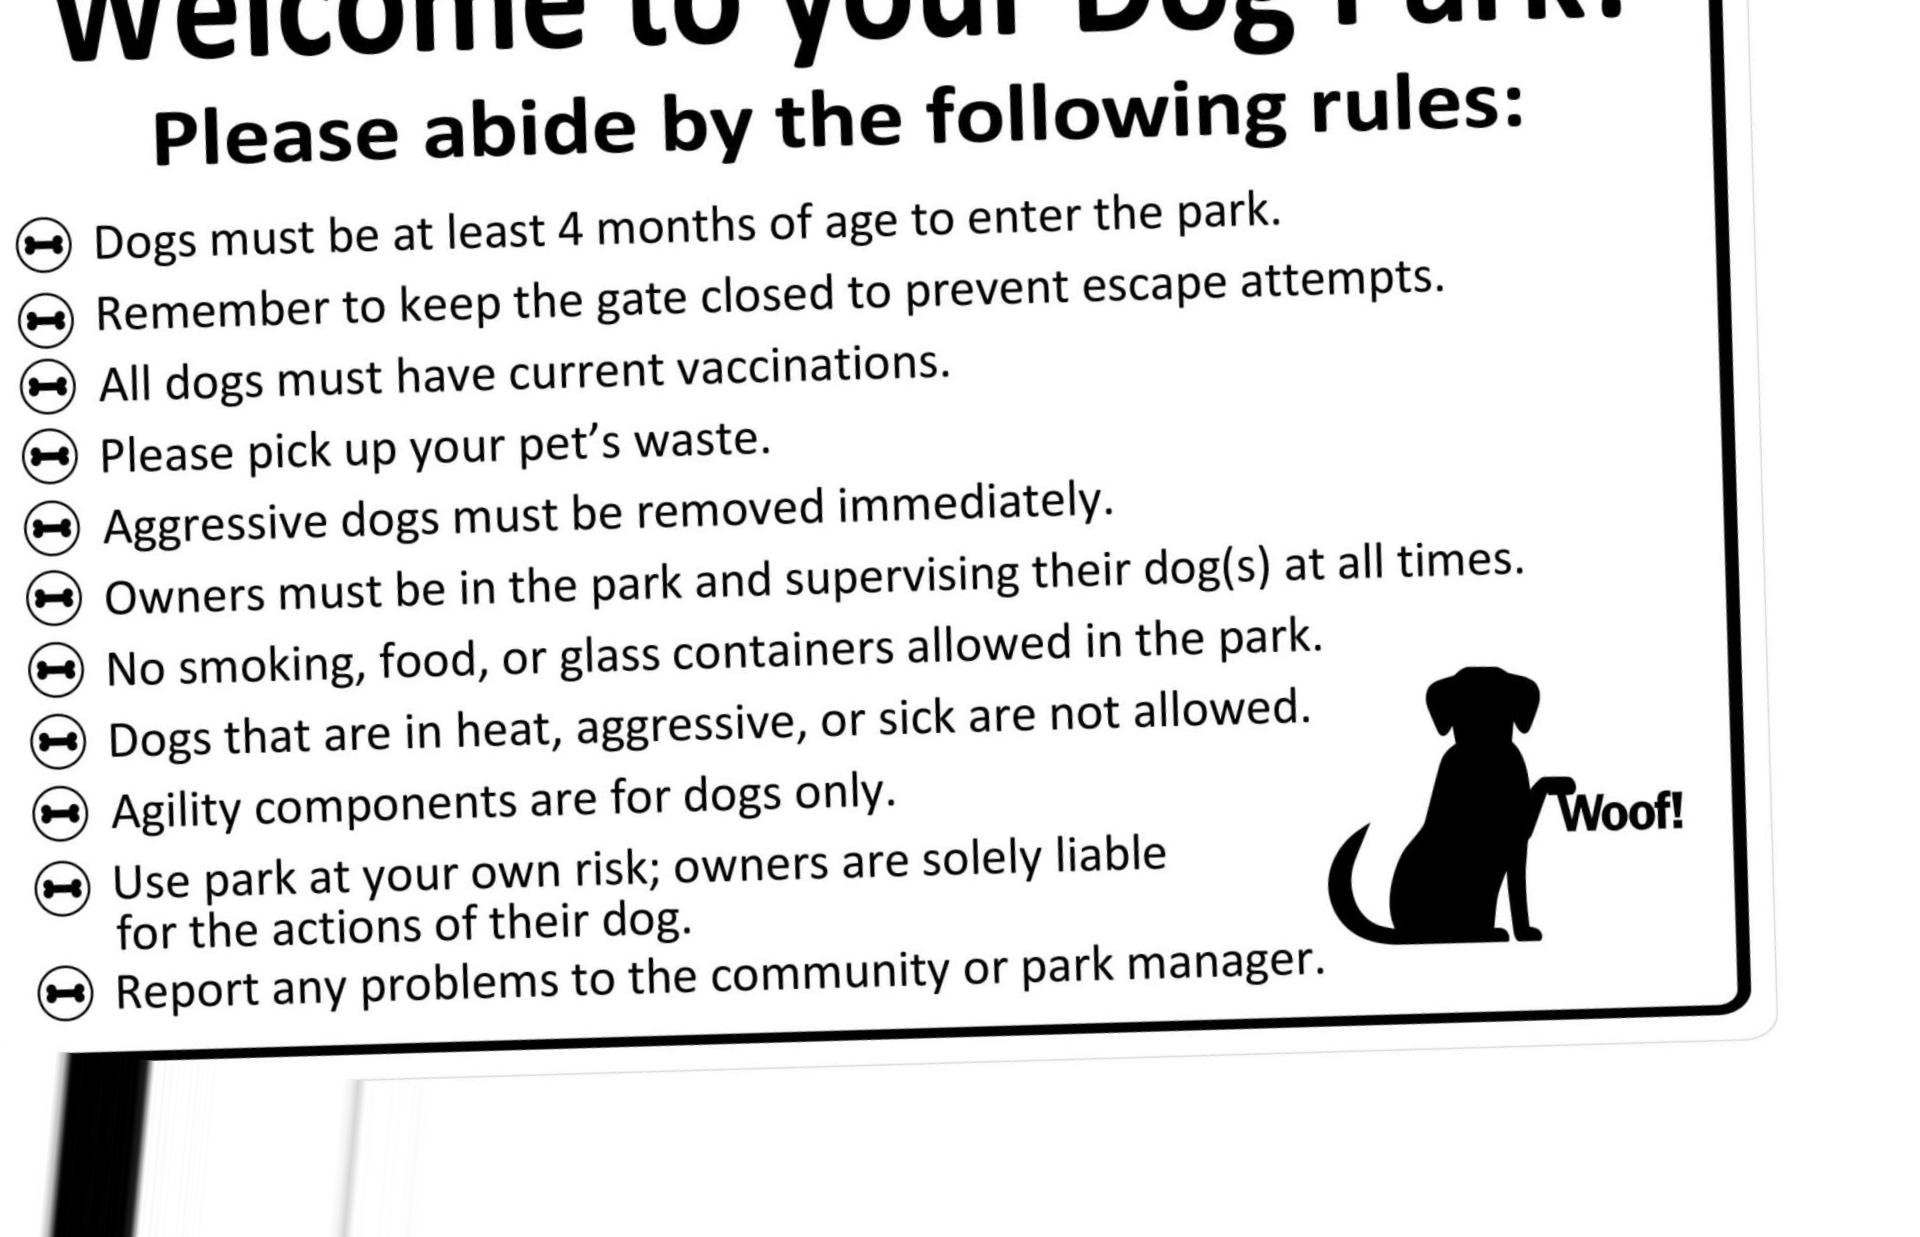 Welcome to your Dog Park!
Please abide by the following rules:
Dogs must be at least 4 months of age to enter the park.
Remember to keep the gate closed to prevent escape attempts.
All dogs must have current vaccinations.
Please pick up your pet’s waste.
Aggressive dogs must be removed immediately.
Owners must be in the park and supervising their dog(s) at all times.
No smoking, food, or glass containers allowed in the park.
Dogs that are in heat, aggressive, or sick are not allowed.
Agility components are for dogs only.
Woof!
Use park at your own risk; owners are solely liable
for the actions of their dog.
Report any problems to the community or park manager.